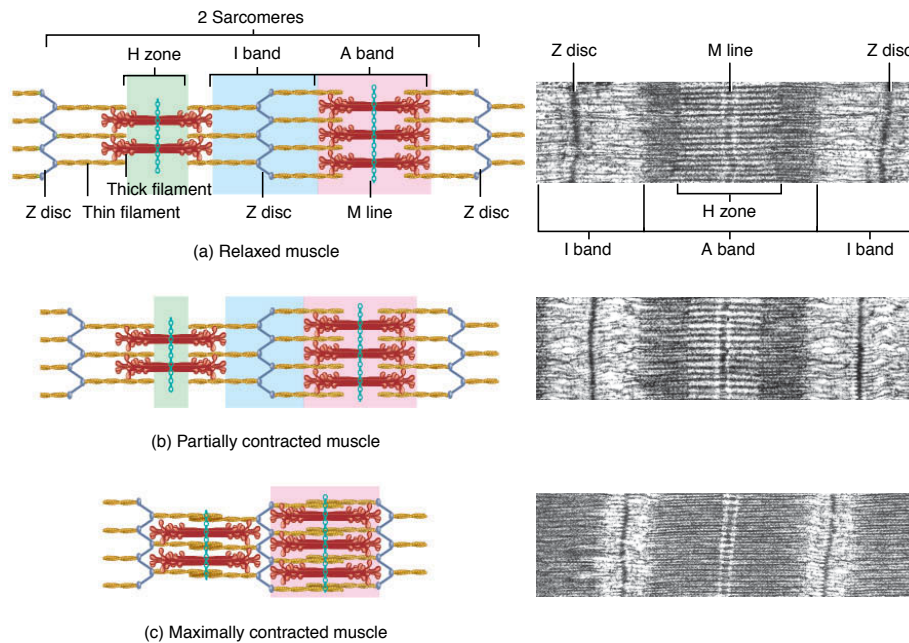 2 Sarcomeres
H zone
I band
A band
Thick filament
Z disc
Thin filament
Z disc
M line
Z disc
(a) Relaxed muscle
Z disc
M line
Z disc
H zone
I band
A band
I band
(b) Partially contracted muscle
(c) Maximally contracted muscle